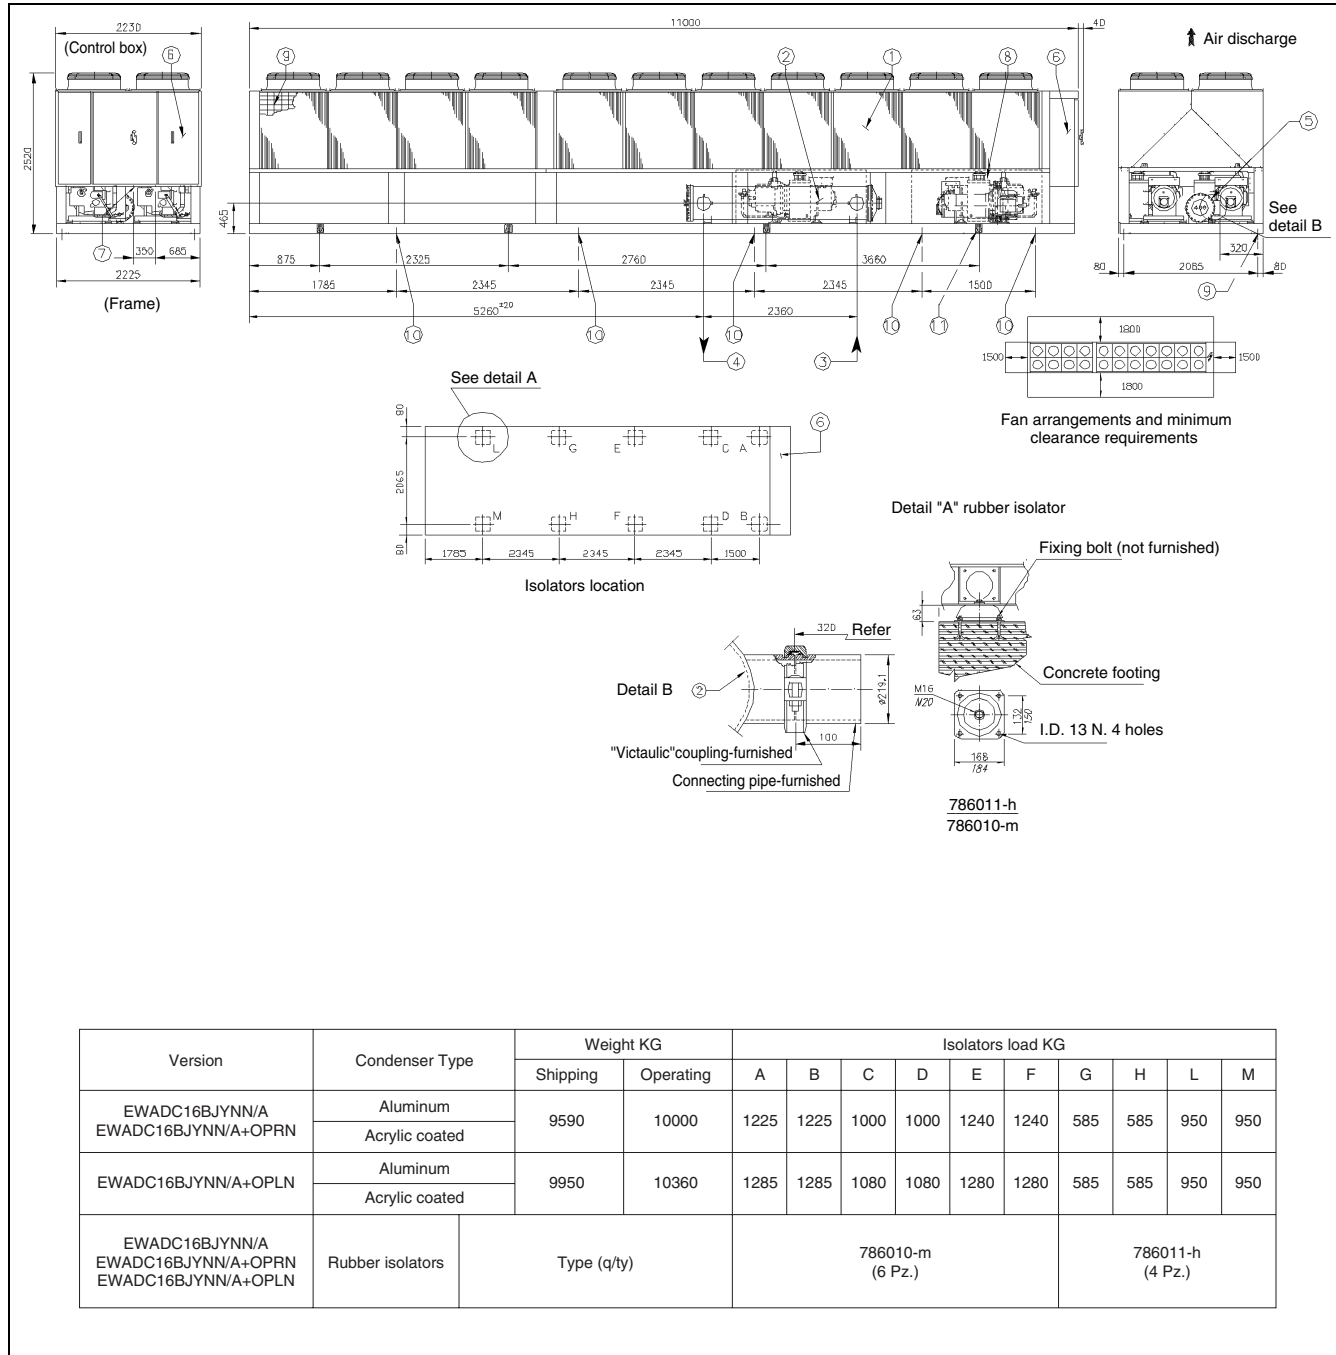 2230
(Control box)
6
2520
7
350
685
2225
(Frame)
11000
40
9
2
1
8
6
465
875
2325
2760
3660
1785
2345
2345
2345
1500
5260±20
2360
10
10
10
10
11
10
4
3
Air discharge
5
See
detail B
320
80
2065
80
9
1800
1500
1500
1800
Fan arrangements and minimum
clearance requirements
See detail A
6
80
2065
80
L
G
E
C
A
M
H
F
D
B
1785
2345
2345
2345
1500
Isolators location
Detail "A" rubber isolator
Fixing bolt (not furnished)
63
Concrete footing
M16
M20
132
150
I.D. 13 N. 4 holes
168
184
786011-h
786010-m
320
Refer
Detail B
2
ø219.1
100
"Victaulic"coupling-furnished
Connecting pipe-furnished
Version Condenser Type Weight KG Isolators load KG
Shipping Operating A B C D E F G H L M
EWADC16BJYNN/A
EWADC16BJYNN/A+OPRN
Aluminum
Acrylic coated
9590 10000 1225 1225 1000 1000 1240 1240 585 585 950 950
EWADC16BJYNN/A+OPLN
Aluminum
Acrylic coated
9950 10360 1285 1285 1080 1080 1280 1280 585 585 950 950
EWADC16BJYNN/A
EWADC16BJYNN/A+OPRN
EWADC16BJYNN/A+OPLN
Rubber isolators Type (q/ty)
786010-m
(6 Pz.)
786011-h
(4 Pz.)